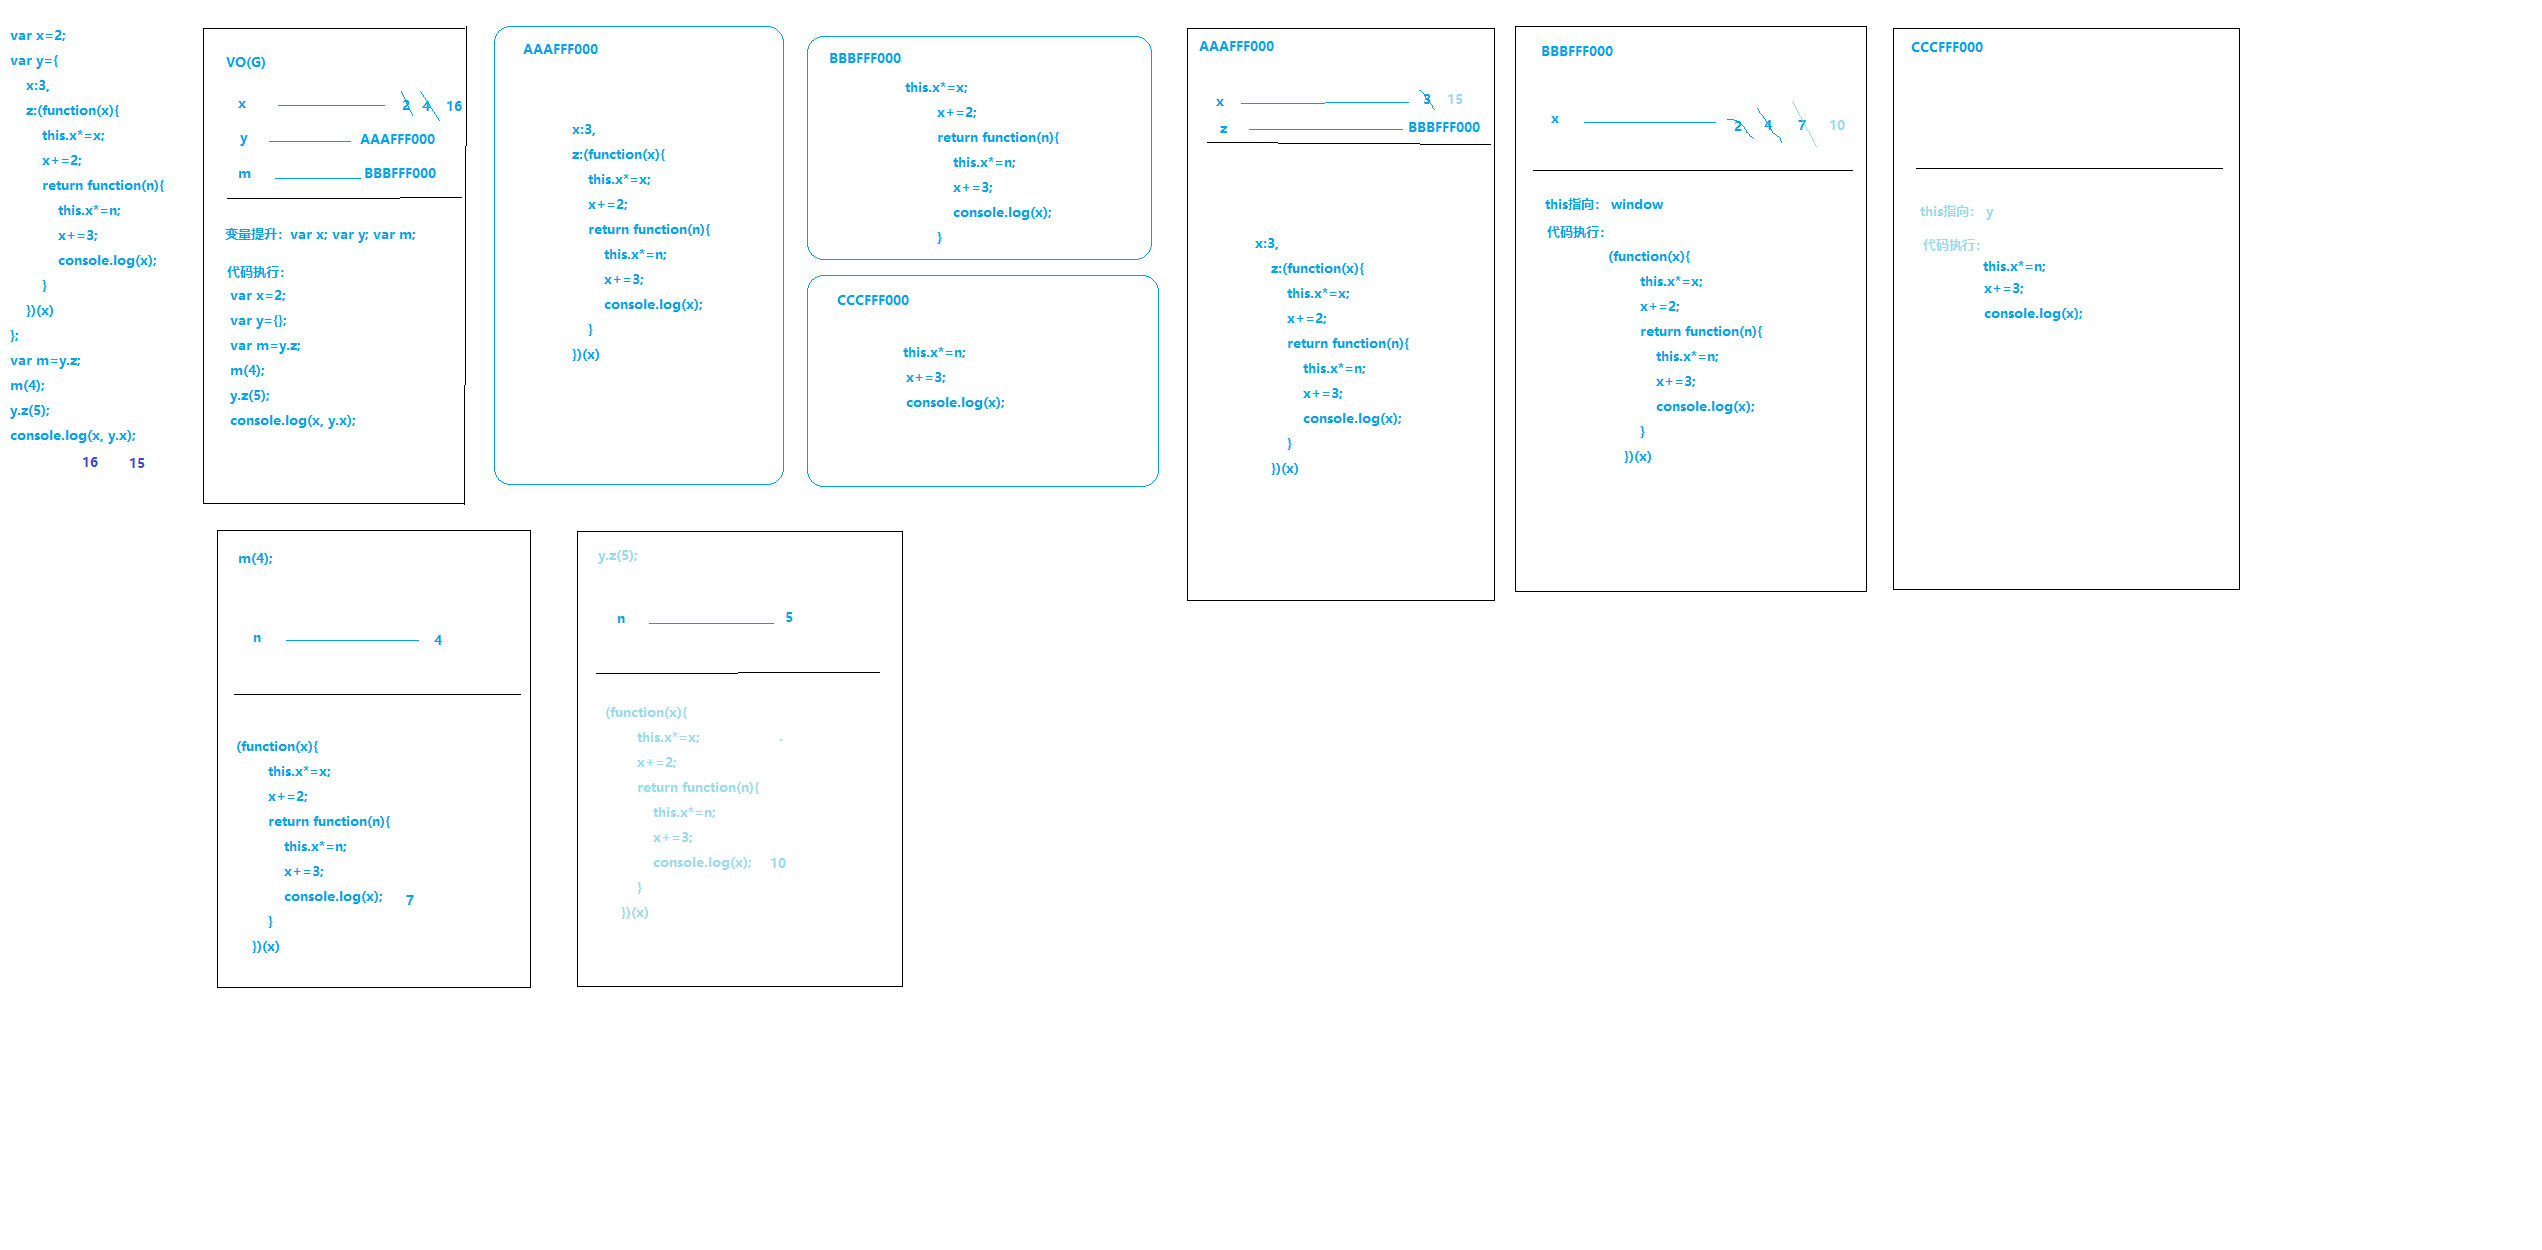 var x=2;
var y={
x:3,
z:(function(x){
this.x*=x;
x+=2;
return function(n){
this.x*=n;
x+=3;
console.log(x);
}
})(x)
};
var m=y.z;
m(4);
y.z(5);
console.log(x, y.x);
16 15
VO(G)
x 2 4 16
y AAAFFF000
m BBBFFF000
变量提升：var x; var y; var m;
代码执行：
var x=2;
var y={};
var m=y.z;
m(4);
y.z(5);
console.log(x, y.x);
AAAFFF000
x:3,
z:(function(x){
this.x*=x;
x+=2;
return function(n){
this.x*=n;
x+=3;
console.log(x);
}
})(x)
BBBFFF000
this.x*=x;
x+=2;
return function(n){
this.x*=n;
x+=3;
console.log(x);
}
CCCFFF000
this.x*=n;
x+=3;
console.log(x);
AAAFFF000
x 3 15
z BBBFFF000
x:3,
z:(function(x){
this.x*=x;
x+=2;
return function(n){
this.x*=n;
x+=3;
console.log(x);
}
})(x)
BBBFFF000
x 2 4 7 10
this指向： window
代码执行：
(function(x){
this.x*=x;
x+=2;
return function(n){
this.x*=n;
x+=3;
console.log(x);
}
})(x)
CCCFFF000
this指向： y
代码执行：
this.x*=n;
x+=3;
console.log(x);
m(4);
n 4
(function(x){
this.x*=x;
x+=2;
return function(n){
this.x*=n;
x+=3;
console.log(x); 7
}
})(x)
y.z(5);
n 5
(function(x){
this.x*=x;
x+=2;
return function(n){
this.x*=n;
x+=3;
console.log(x); 10
}
})(x)